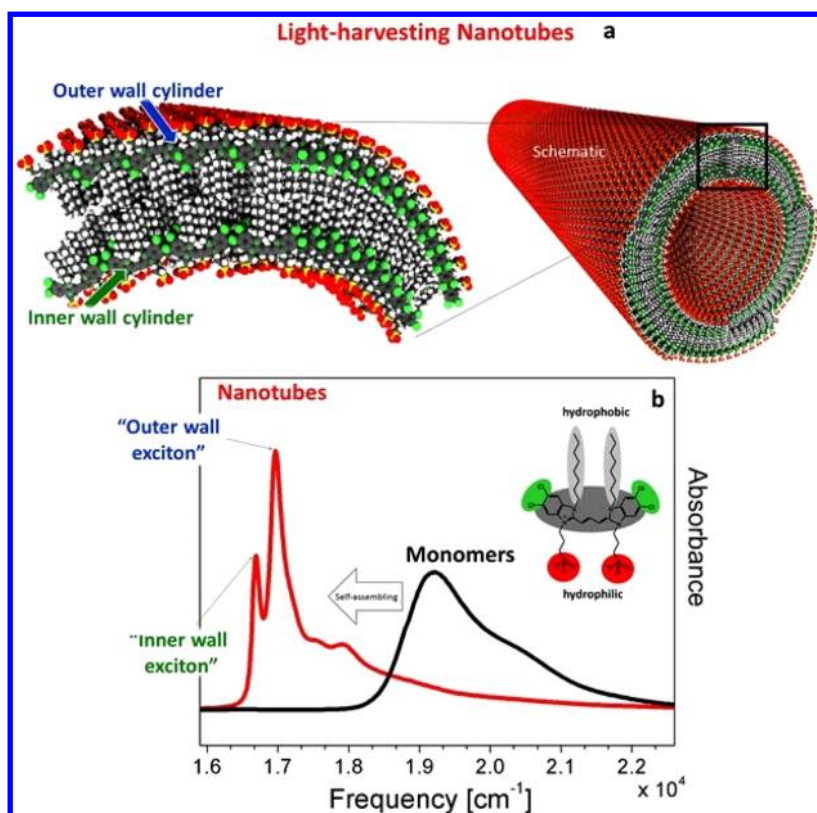 Light-harvesting Nanotubes a
Outer wall cylinder
Schematic
Inner wall cylinder
Nanotubes
b
"Outer wall
exciton"
hydrophobic
Absorbance
Monomers
Self-assembling
hydrophilic
"Inner wall
exciton"
1.6 1.7 1.8 1.9 2.0 2.1 2.2
x 10⁴
Frequency [cm⁻¹]